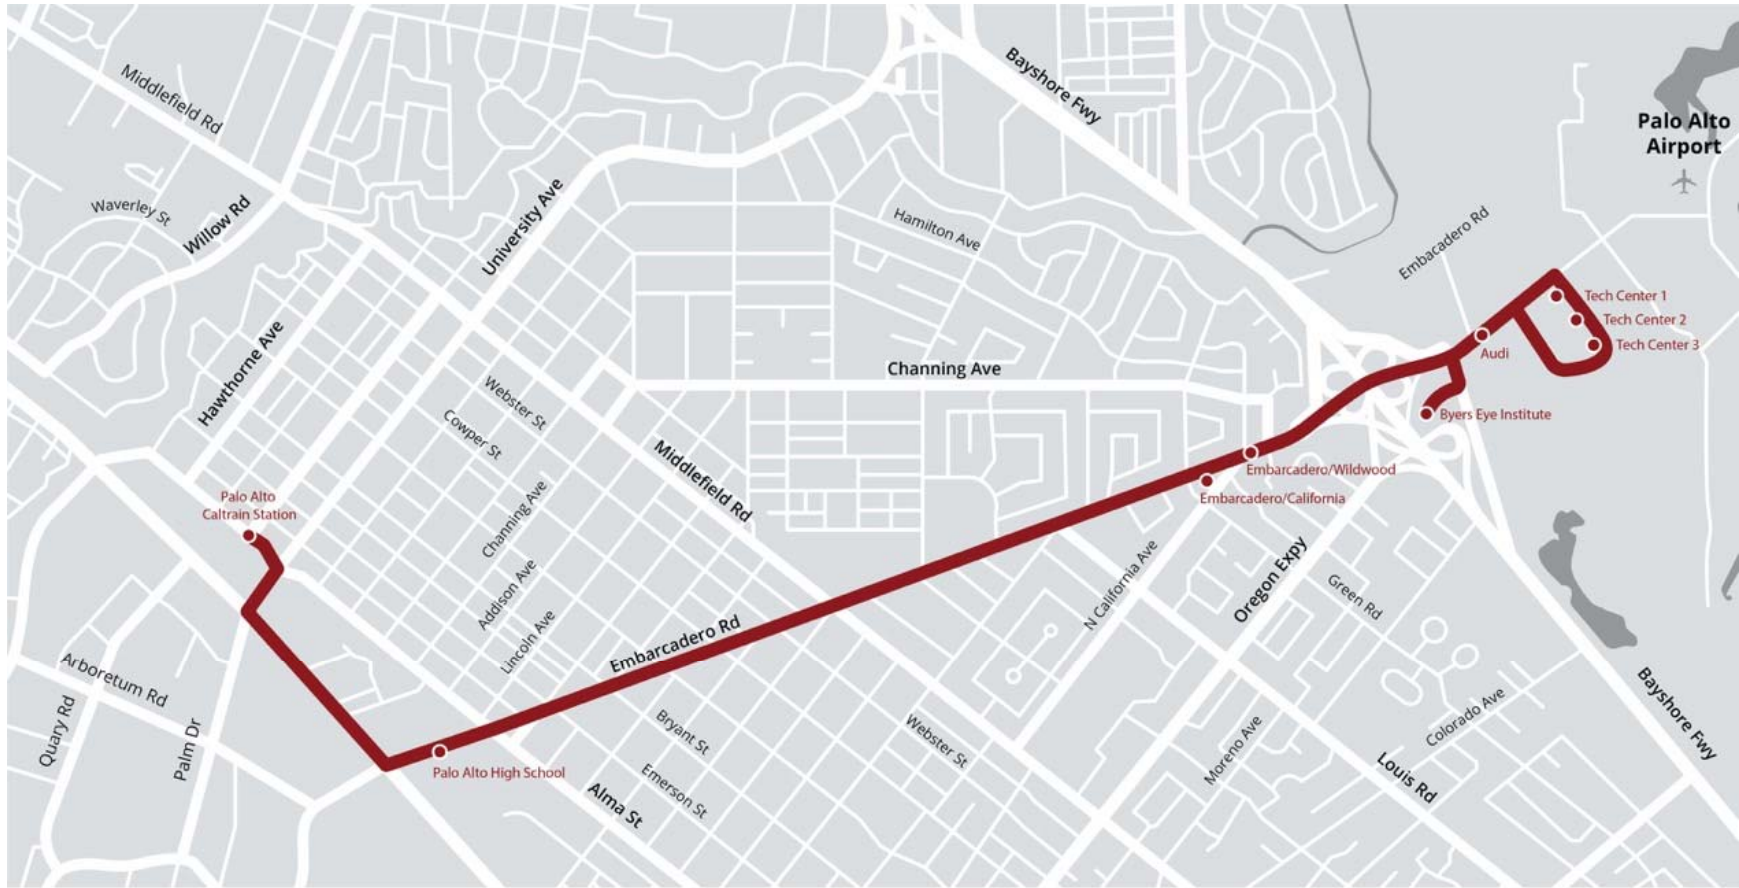 Middlefield Rd
Bayshore Fwy
Palo Alto
Airport
Waverley St
Willow Rd
University Ave
Hamilton Ave
Embacadero Rd
Tech Center 1
Tech Center 2
Tech Center 3
Audi
Hawthorne Ave
Channing Ave
Webster St
Cowper St
Byers Eye Institute
Middlefield Rd
Embarcadero/Wildwood
Embarcadero/California
Palo Alto
Caltrain Station
Channing Ave
Addison Ave
Lincoln Ave
N California Ave
Oregon Expy
Green Rd
Embarcadero Rd
Arboretum Rd
Quary Rd
Palm Dr
Palo Alto High School
Bryant St
Emerson St
Alma St
Webster St
Moreno Ave
Colorado Ave
Louis Rd
Bayshore Fwy